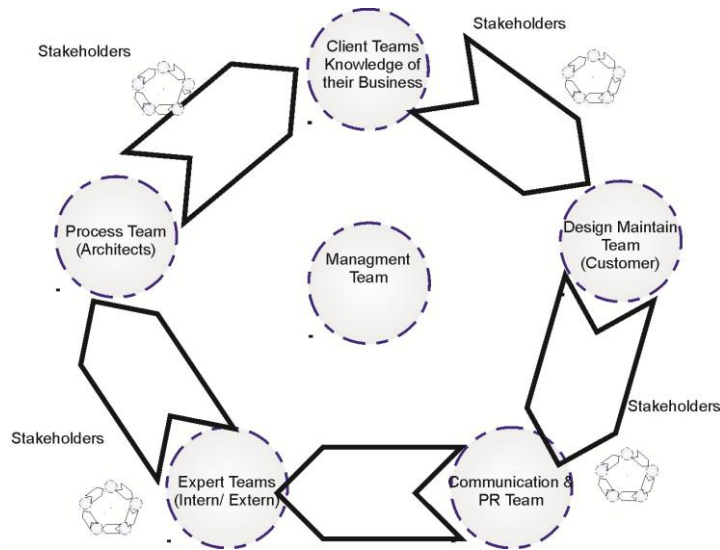 Stakeholders
Client Teams
Knowledge of
their Business
Stakeholders
Process Team
(Architects)
Managment
Team
Design Maintain
Team
(Customer)
Stakeholders
Stakeholders
Expert Teams
(Intern/ Extern)
Communication &
PR Team